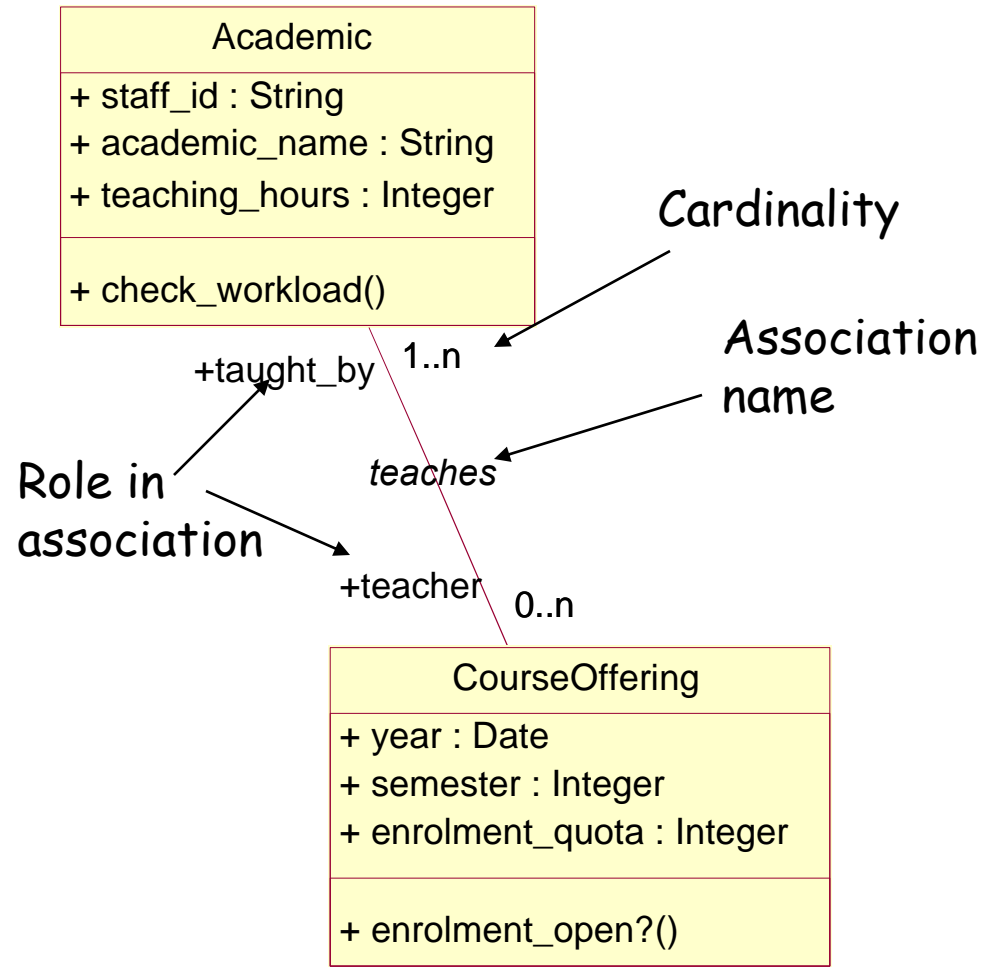 Academic
+ staff_id : String
+ academic_name : String
+ teaching_hours : Integer
+ check_workload()
Cardinality
+taught_by
1..n
Association
name
teaches
Role in
association
+teacher
0..n
CourseOffering
+ year : Date
+ semester : Integer
+ enrolment_quota : Integer
+ enrolment_open?()